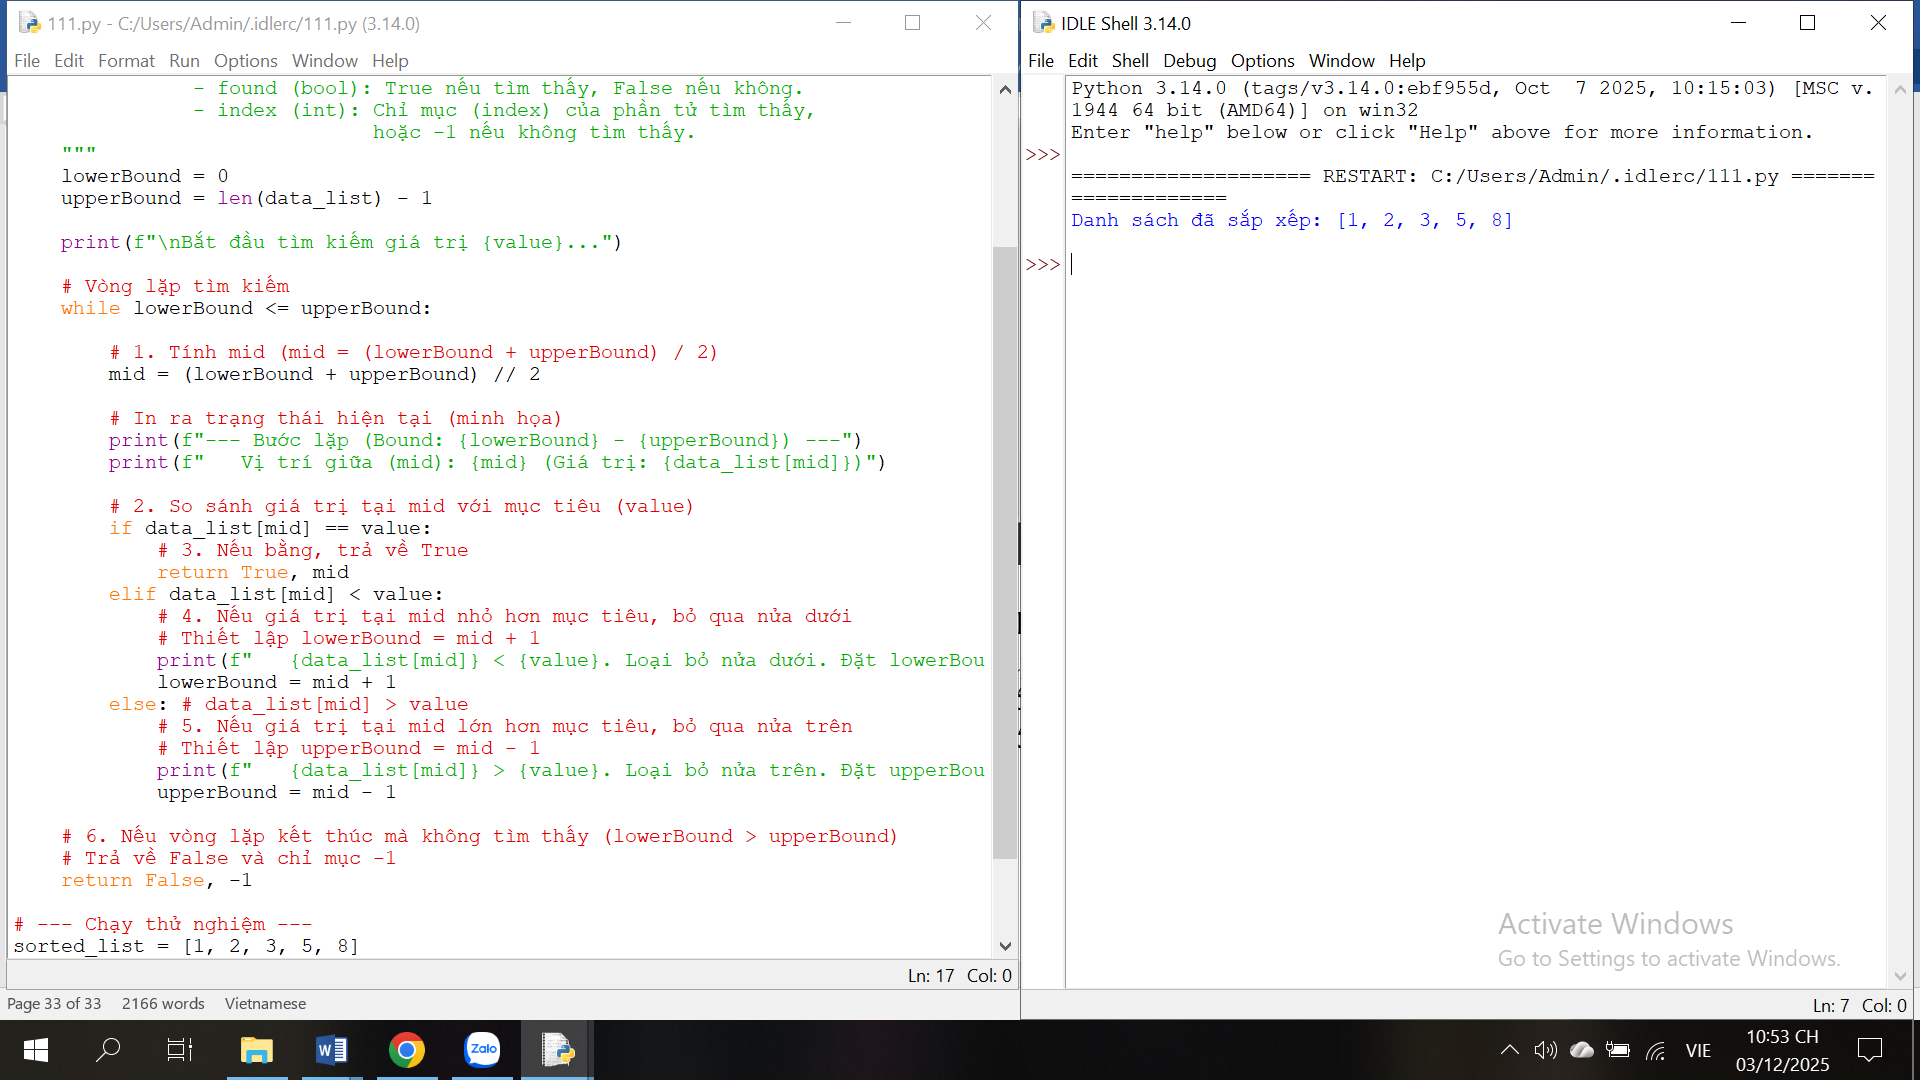 111.py - C:/Users/Admin/.idlerc/111.py (3.14.0)
File Edit Format Run Options Window Help
- found (bool): True nếu tìm thấy, False nếu không.
- index (int): Chỉ mục (index) của phần tử tìm thấy,
hoặc -1 nếu không tìm thấy.
"""
lowerBound = 0
upperBound = len(data_list) - 1
print(f"\nBắt đầu tìm kiếm giá trị {value}...")
# Vòng lặp tìm kiếm
while lowerBound <= upperBound:
# 1. Tính mid (mid = (lowerBound + upperBound) / 2)
mid = (lowerBound + upperBound) // 2
# In ra trạng thái hiện tại (minh họa)
print(f"--- Bước lặp (Bound: {lowerBound} - {upperBound}) ---")
print(f"   Vị trí giữa (mid): {mid} (Giá trị: {data_list[mid]})")
# 2. So sánh giá trị tại mid với mục tiêu (value)
if data_list[mid] == value:
# 3. Nếu bằng, trả về True
return True, mid
elif data_list[mid] < value:
# 4. Nếu giá trị tại mid nhỏ hơn mục tiêu, bỏ qua nửa dưới
# Thiết lập lowerBound = mid + 1
print(f"   {data_list[mid]} < {value}. Loại bỏ nửa dưới. Đặt lowerBou
lowerBound = mid + 1
else: # data_list[mid] > value
# 5. Nếu giá trị tại mid lớn hơn mục tiêu, bỏ qua nửa trên
# Thiết lập upperBound = mid - 1
print(f"   {data_list[mid]} > {value}. Loại bỏ nửa trên. Đặt upperBou
upperBound = mid - 1
# 6. Nếu vòng lặp kết thúc mà không tìm thấy (lowerBound > upperBound)
# Trả về False và chỉ mục -1
return False, -1
# --- Chạy thử nghiệm ---
sorted_list = [1, 2, 3, 5, 8]
Ln: 17 Col: 0
Page 33 of 33 2166 words Vietnamese
IDLE Shell 3.14.0
File Edit Shell Debug Options Window Help
Python 3.14.0 (tags/v3.14.0:ebf955d, Oct  7 2025, 10:15:03) [MSC v.
1944 64 bit (AMD64)] on win32
Enter "help" below or click "Help" above for more information.
>>>
==================== RESTART: C:/Users/Admin/.idlerc/111.py =======
=============
Danh sách đã sắp xếp: [1, 2, 3, 5, 8]
>>>
Activate Windows
Go to Settings to activate Windows.
Ln: 7 Col: 0
Zalo
VIE
10:53 CH
03/12/2025